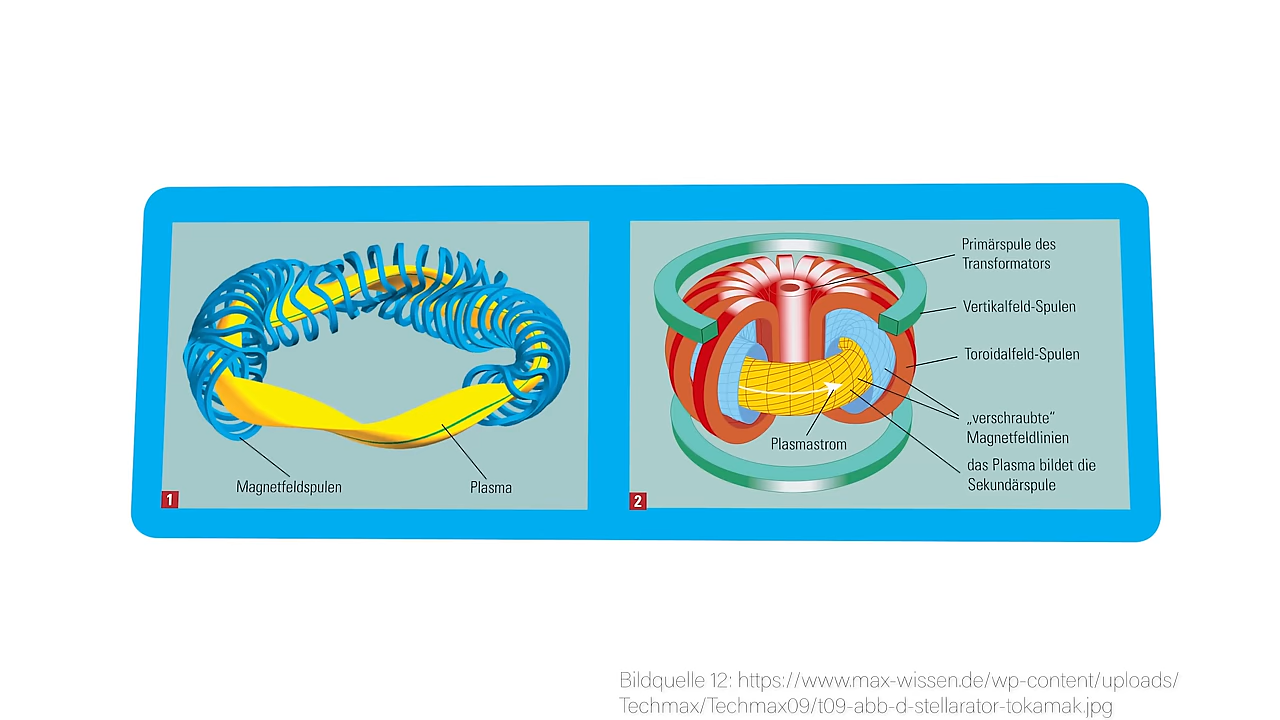 Magnetfeldspulen
Plasma
1
Primärspule des
Transformators
Vertikalfeld-Spulen
Toroidalfeld-Spulen
„verschraubte“
Magnetfeldlinien
Plasmastrom
das Plasma bildet die
Sekundärspule
2
Bildquelle 12: https://www.max-wissen.de/wp-content/uploads/
Techmax/Techmax09/t09-abb-d-stellarator-tokamak.jpg